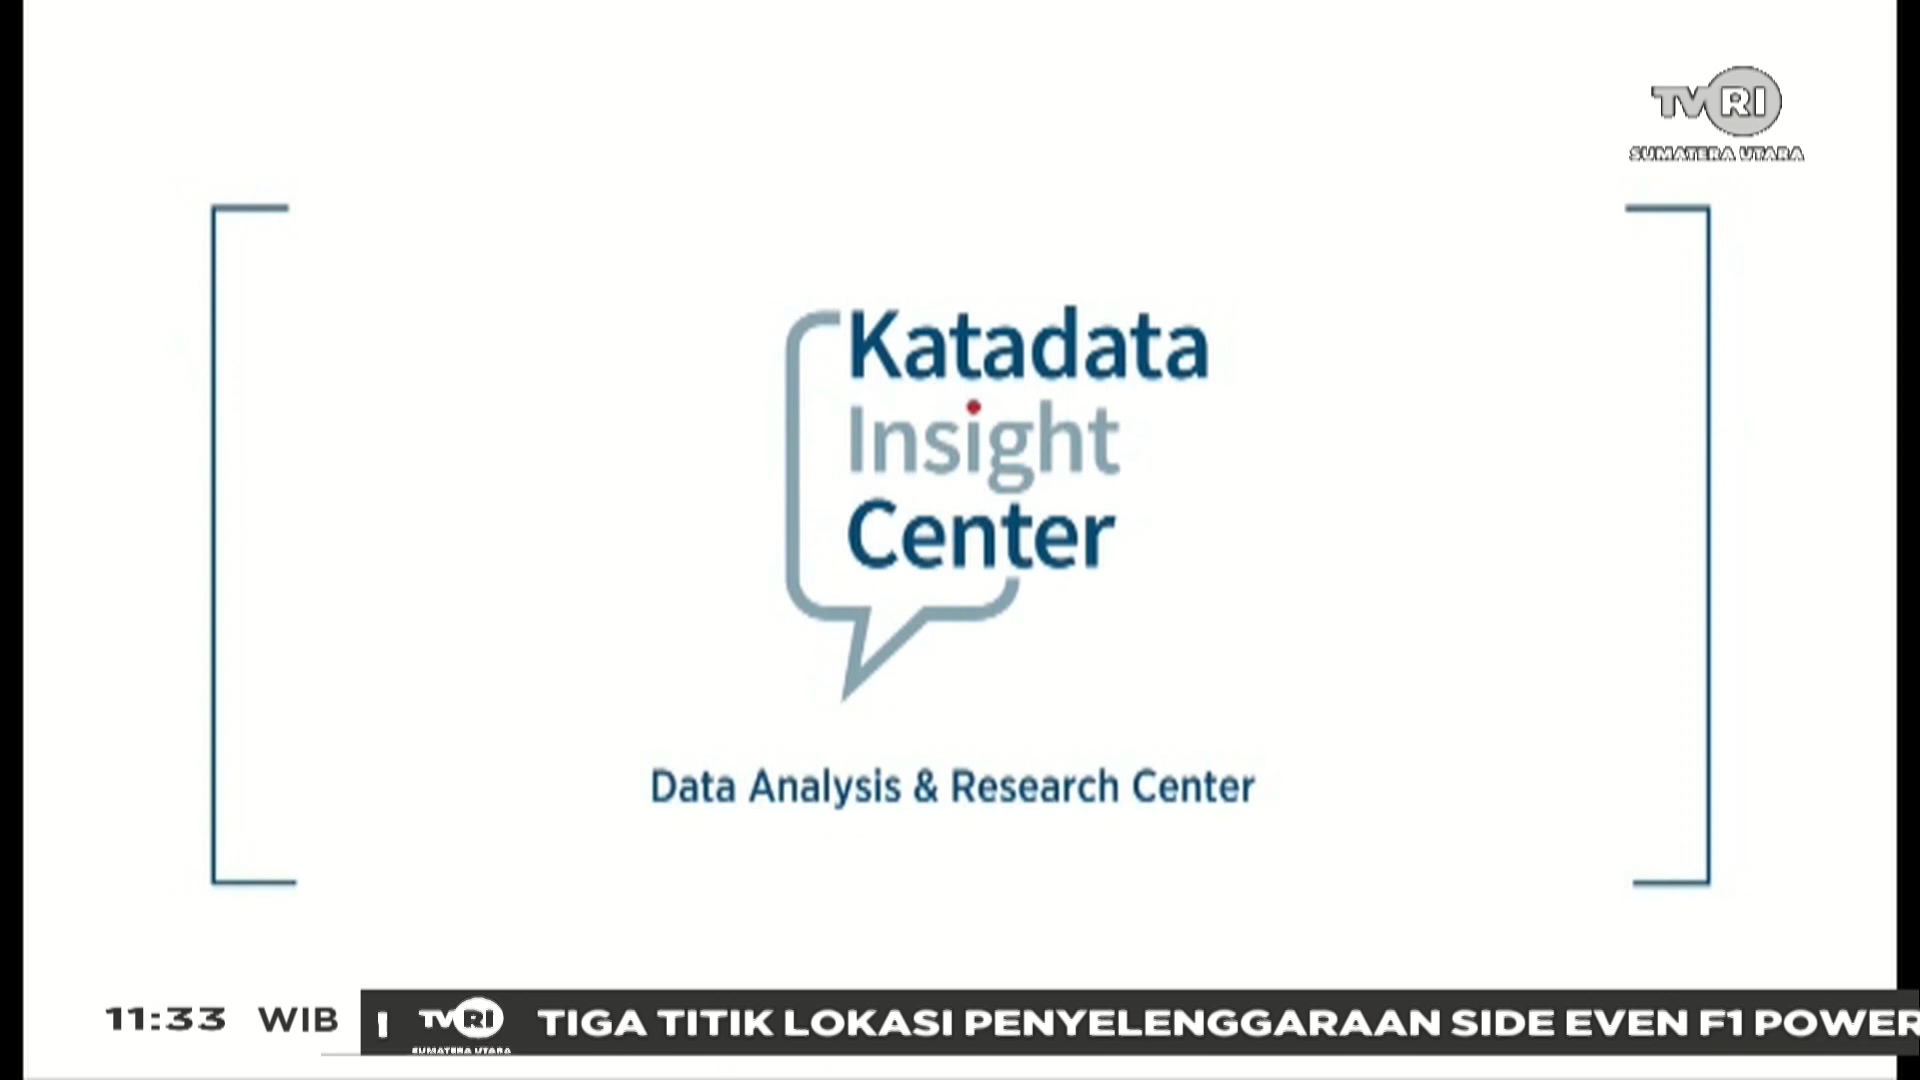 TVRI
SUMATERA UTARA
Katadata
Insight
Center
Data Analysis & Research Center
11:33 WIB
TVRI
SUMATERA UTARA
TIGA TITIK LOKASI PENYELENGGARAAN SIDE EVEN F1 POWER